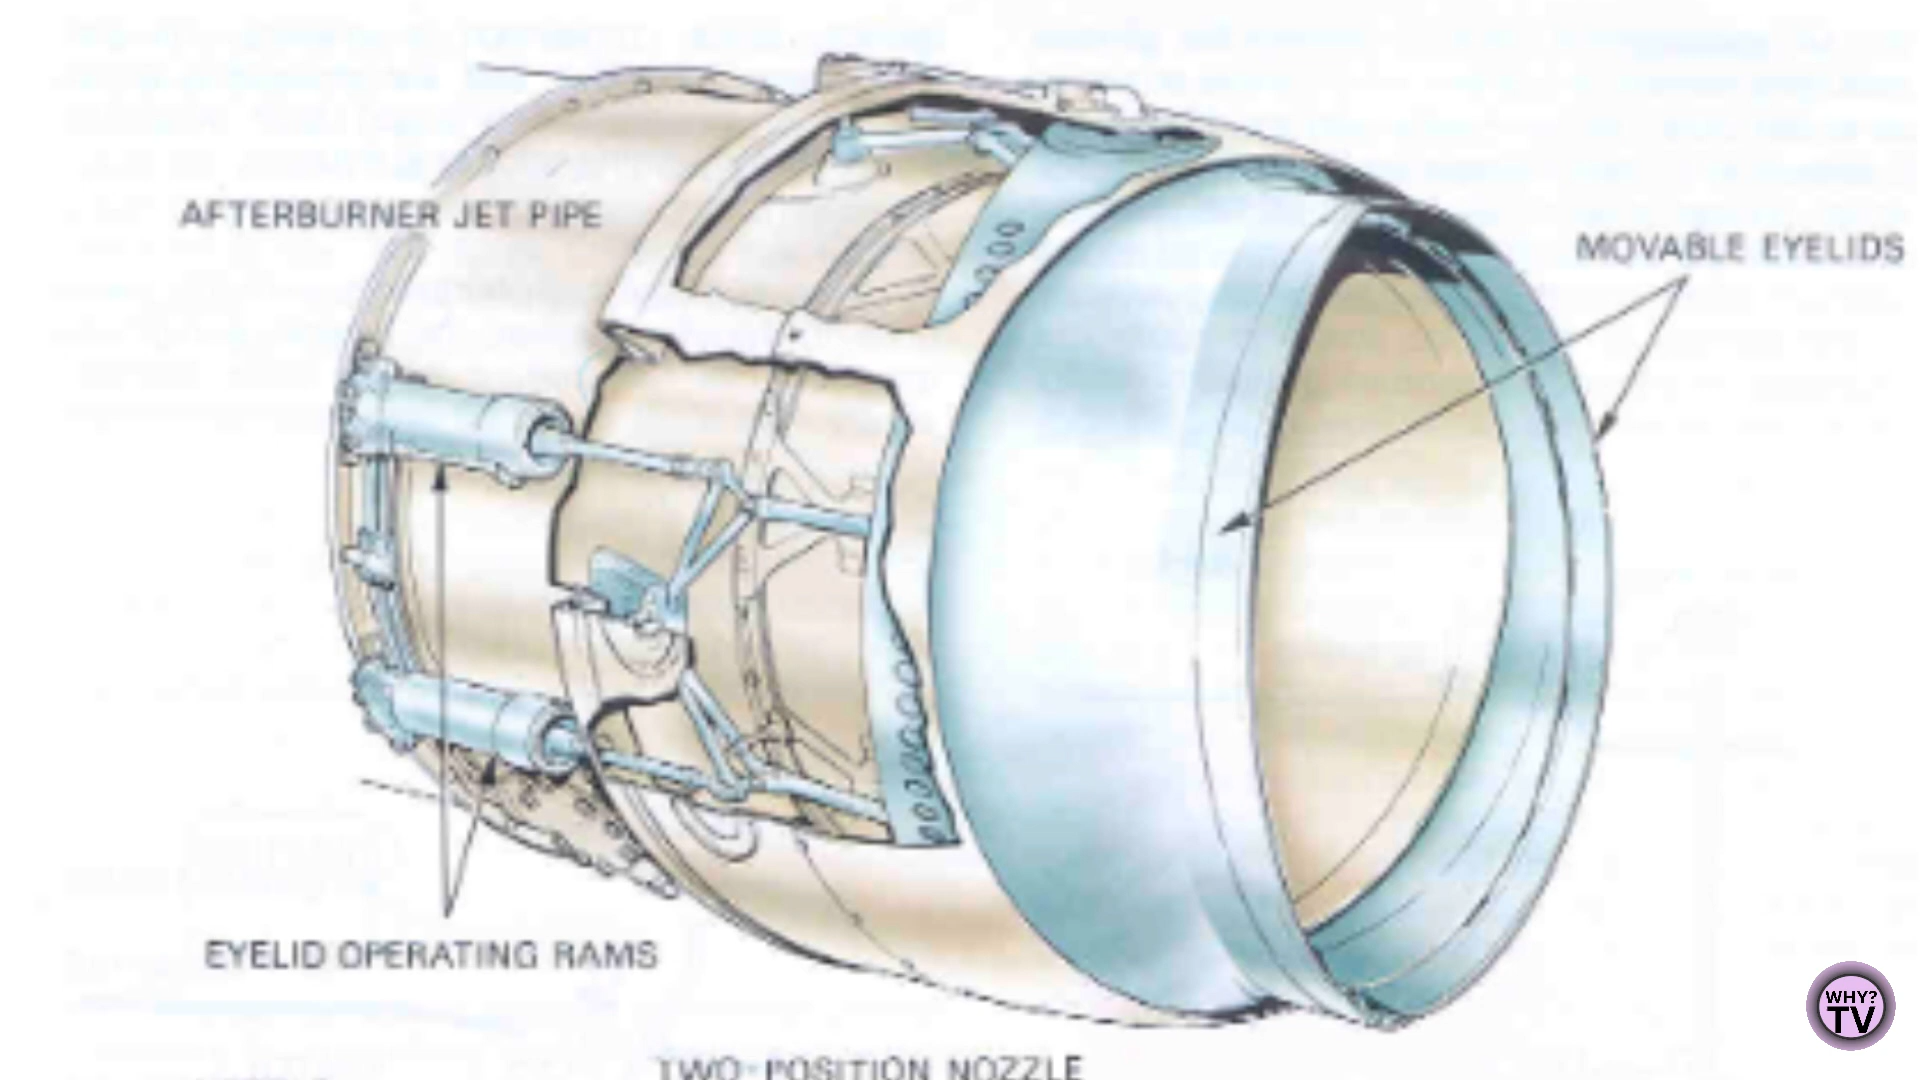 AFTERBURNER JET PIPE
MOVABLE EYELIDS
EYELID OPERATING RAMS
TWO-POSITION NOZZLE
WHY?
TV